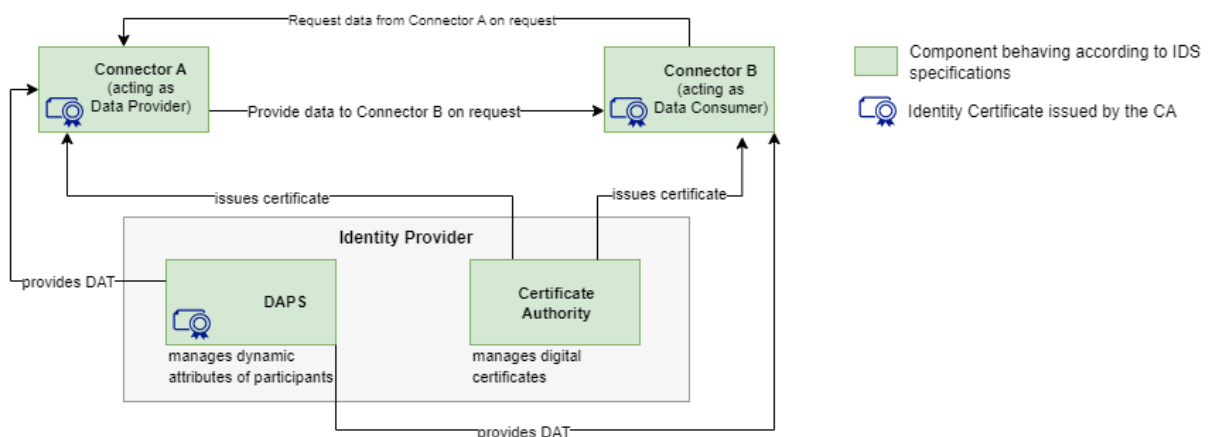 Request data from Connector A on request
Connector A
(acting as
Data Provider)
Connector B
(acting as
Data Consumer)
Component behaving according to IDS
specifications
Identity Certificate issued by the CA
Provide data to Connector B on request
issues certificate
issues certificate
Identity Provider
provides DAT
DAPS
Certificate
Authority
manages dynamic
attributes of participants
manages digital
certificates
provides DAT